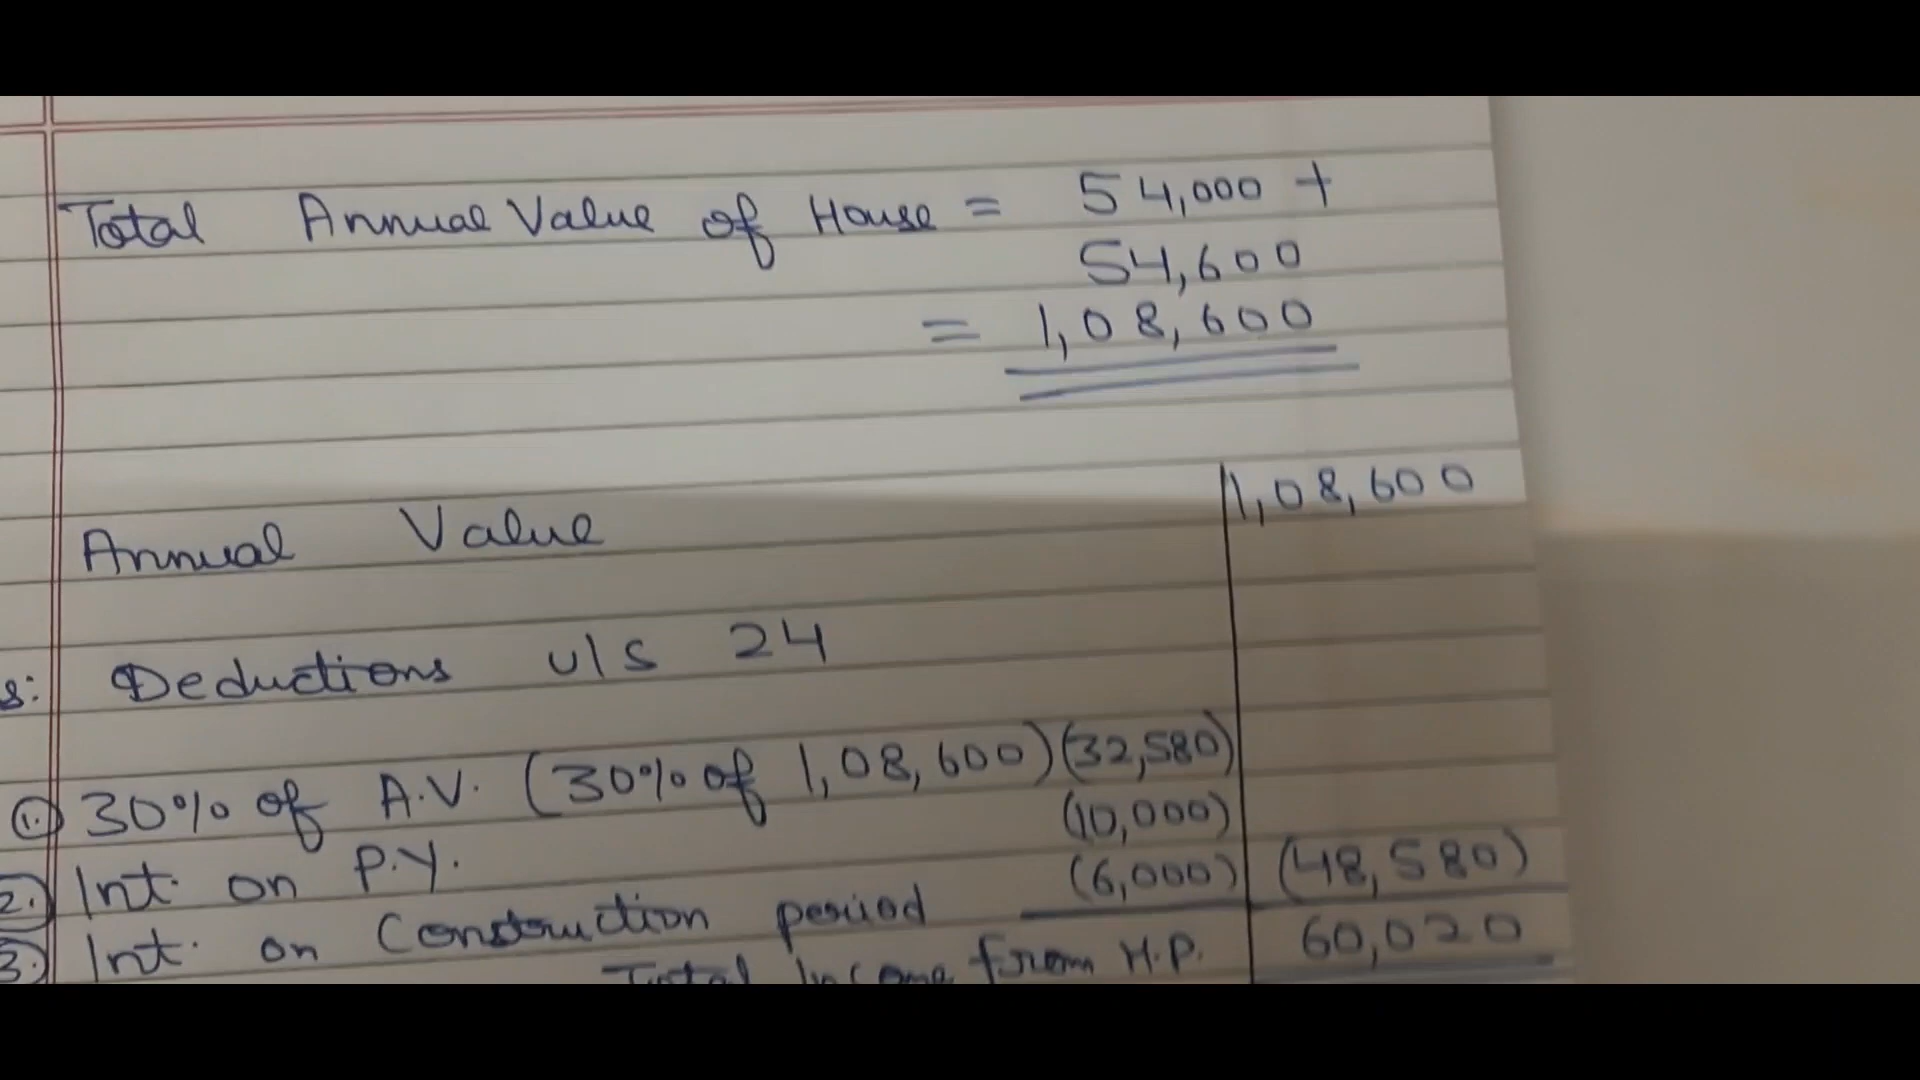 Total Annual Value of House = 54,000 +
54,600
= 1,08,600
Annual Value 1,08,600
s: Deductions u/s 24
1. 30% of A.V. (30% of 1,08,600) (32,580)
2. Int. on P.Y. (10,000)
3. Int. on Construction period (6,000) (48,580)
Total Income from H.P. 60,020